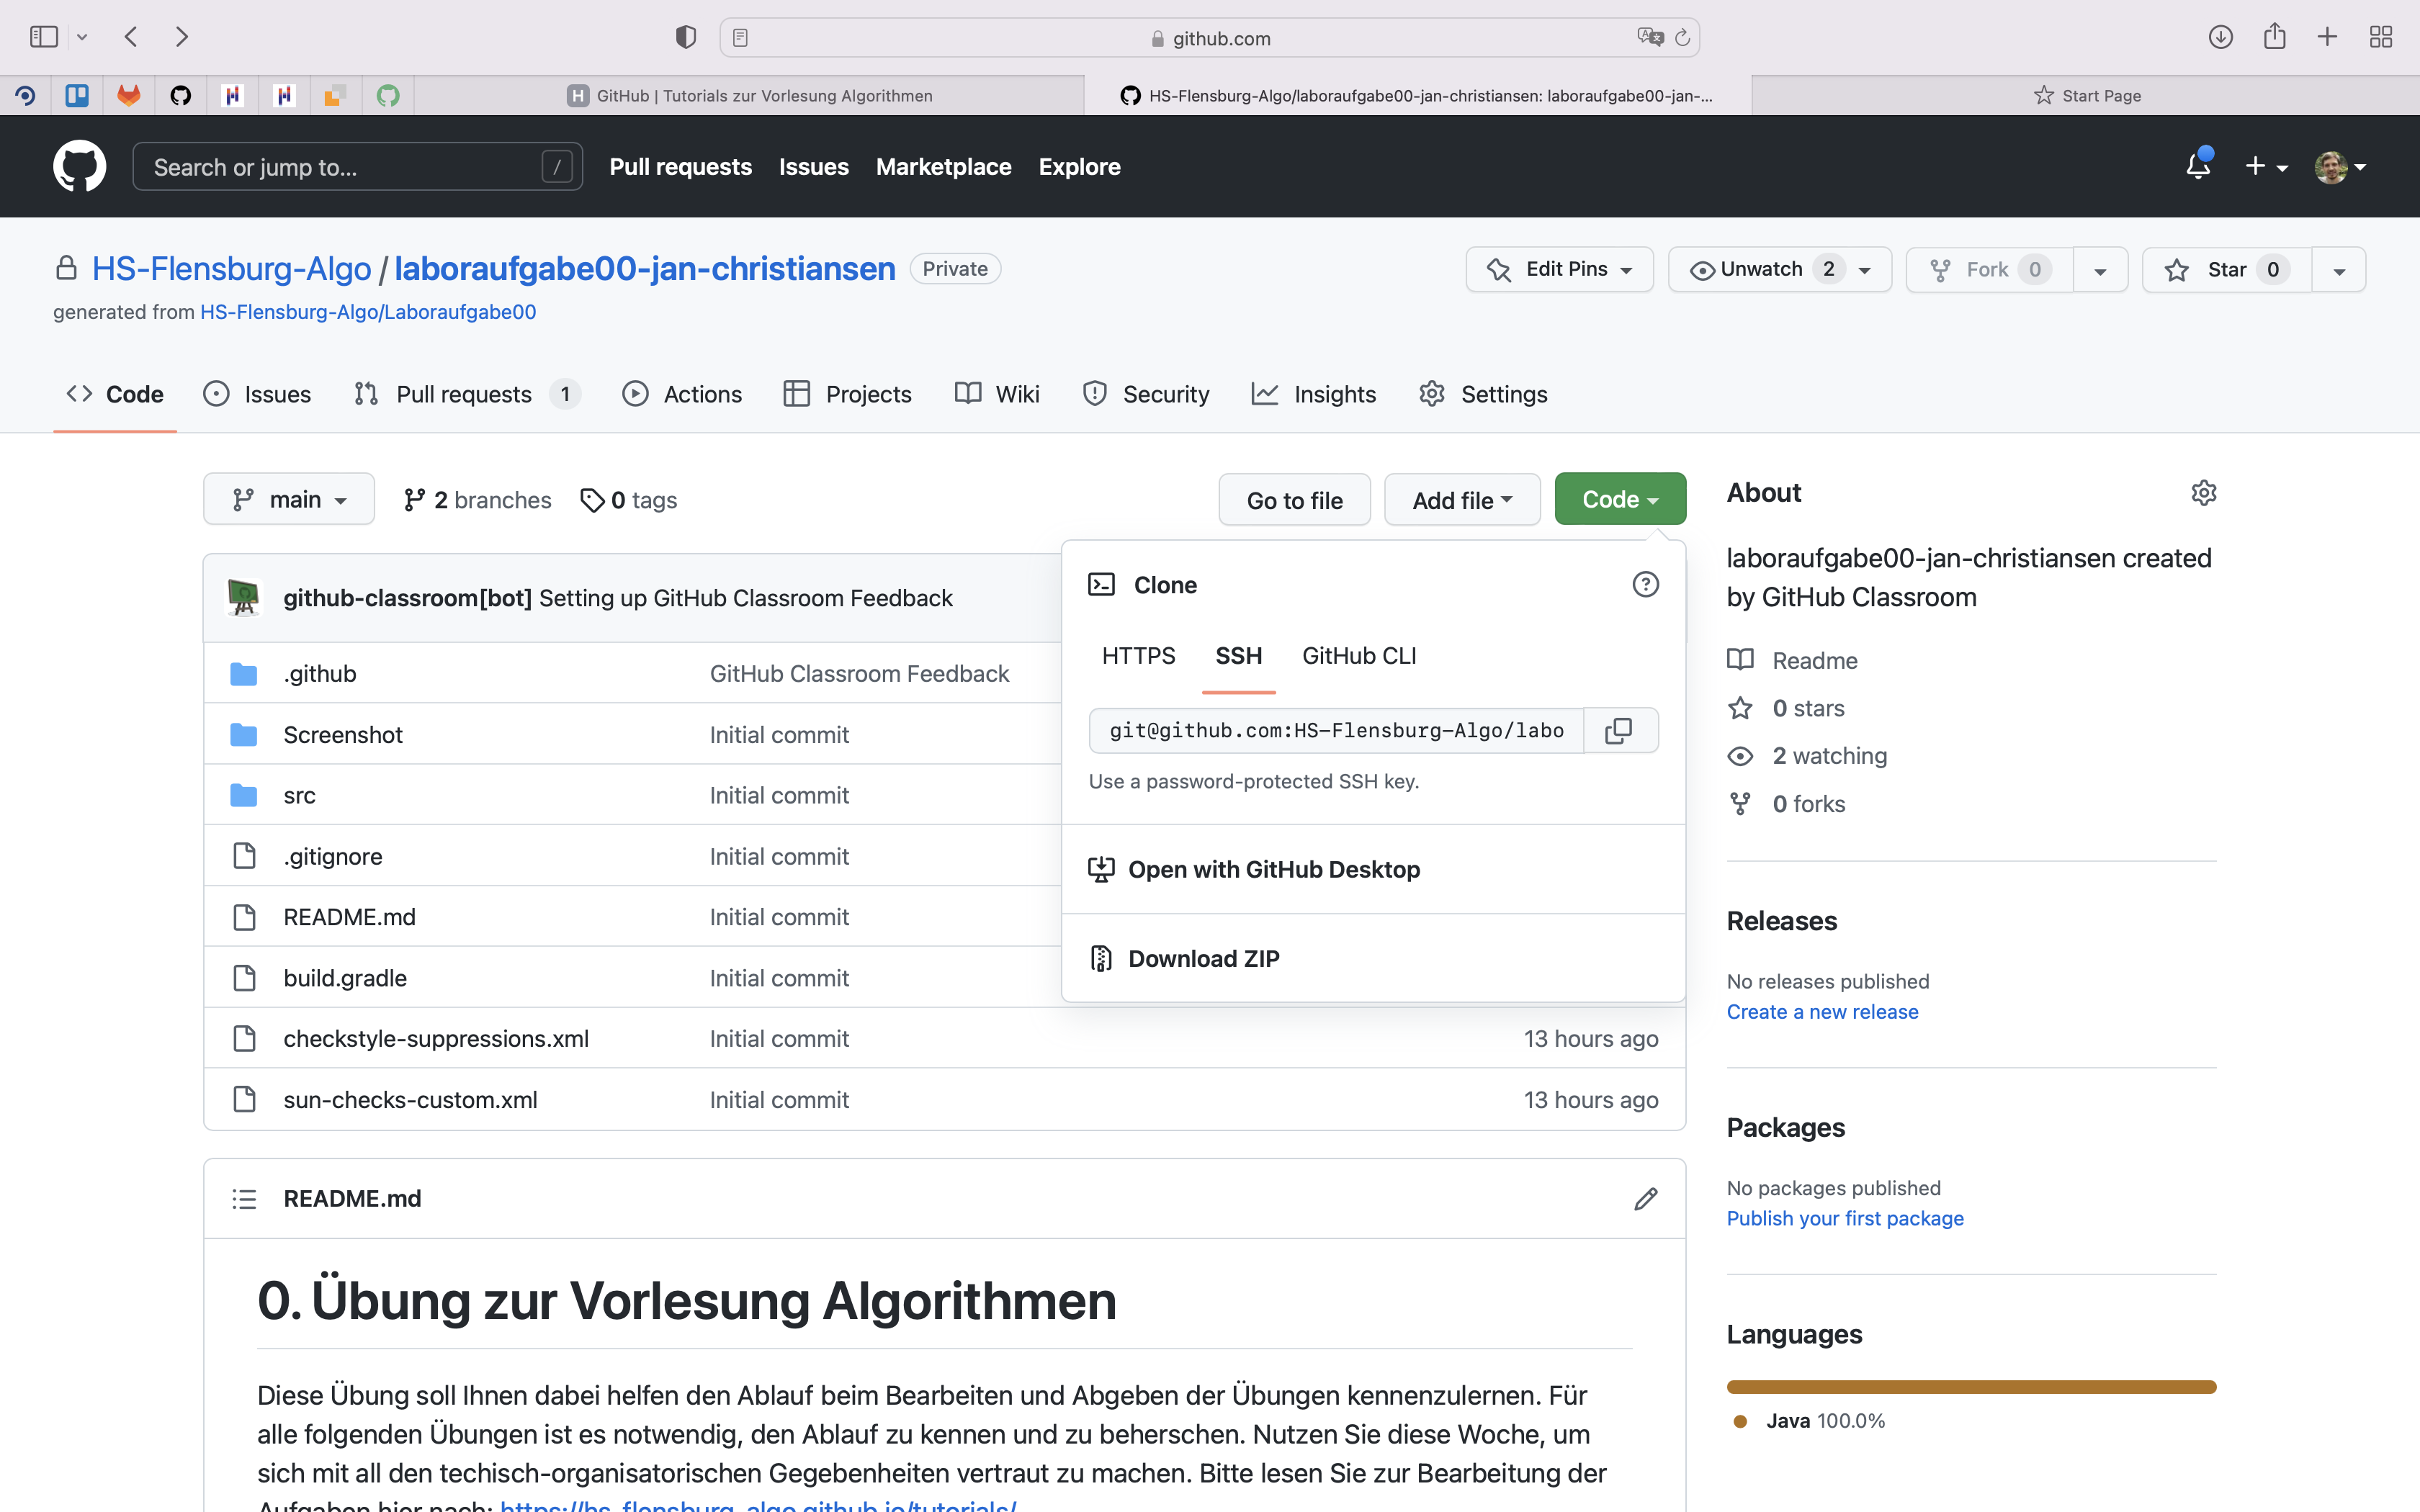 github.com
GitHub | Tutorials zur Vorlesung Algorithmen
HS-Flensburg-Algo/laboraufgabe00-jan-christiansen: laboraufgabe00-jan-...
Start Page
Search or jump to...
/
Pull requests
Issues
Marketplace
Explore
HS-Flensburg-Algo / laboraufgabe00-jan-christiansen
Private
Edit Pins
Unwatch 2
Fork 0
Star 0
generated from HS-Flensburg-Algo/Laboraufgabe00
Code
Issues
Pull requests 1
Actions
Projects
Wiki
Security
Insights
Settings
main
2 branches
0 tags
Go to file
Add file
Code
github-classroom[bot] Setting up GitHub Classroom Feedback
.github GitHub Classroom Feedback
Screenshot Initial commit
src Initial commit
.gitignore Initial commit
README.md Initial commit
build.gradle Initial commit
checkstyle-suppressions.xml Initial commit 13 hours ago
sun-checks-custom.xml Initial commit 13 hours ago
Clone
HTTPS SSH GitHub CLI
git@github.com:HS-Flensburg-Algo/labo
Use a password-protected SSH key.
Open with GitHub Desktop
Download ZIP
README.md
0. Übung zur Vorlesung Algorithmen
Diese Übung soll Ihnen dabei helfen den Ablauf beim Bearbeiten und Abgeben der Übungen kennenzulernen. Für
alle folgenden Übungen ist es notwendig, den Ablauf zu kennen und zu beherschen. Nutzen Sie diese Woche, um
sich mit all den techisch-organisatorischen Gegebenheiten vertraut zu machen. Bitte lesen Sie zur Bearbeitung der
Aufgaben hier nach: https://hs-flensburg-algo.github.io/tutorials/
About
laboraufgabe00-jan-christiansen created
by GitHub Classroom
Readme
0 stars
2 watching
0 forks
Releases
No releases published
Create a new release
Packages
No packages published
Publish your first package
Languages
Java 100.0%